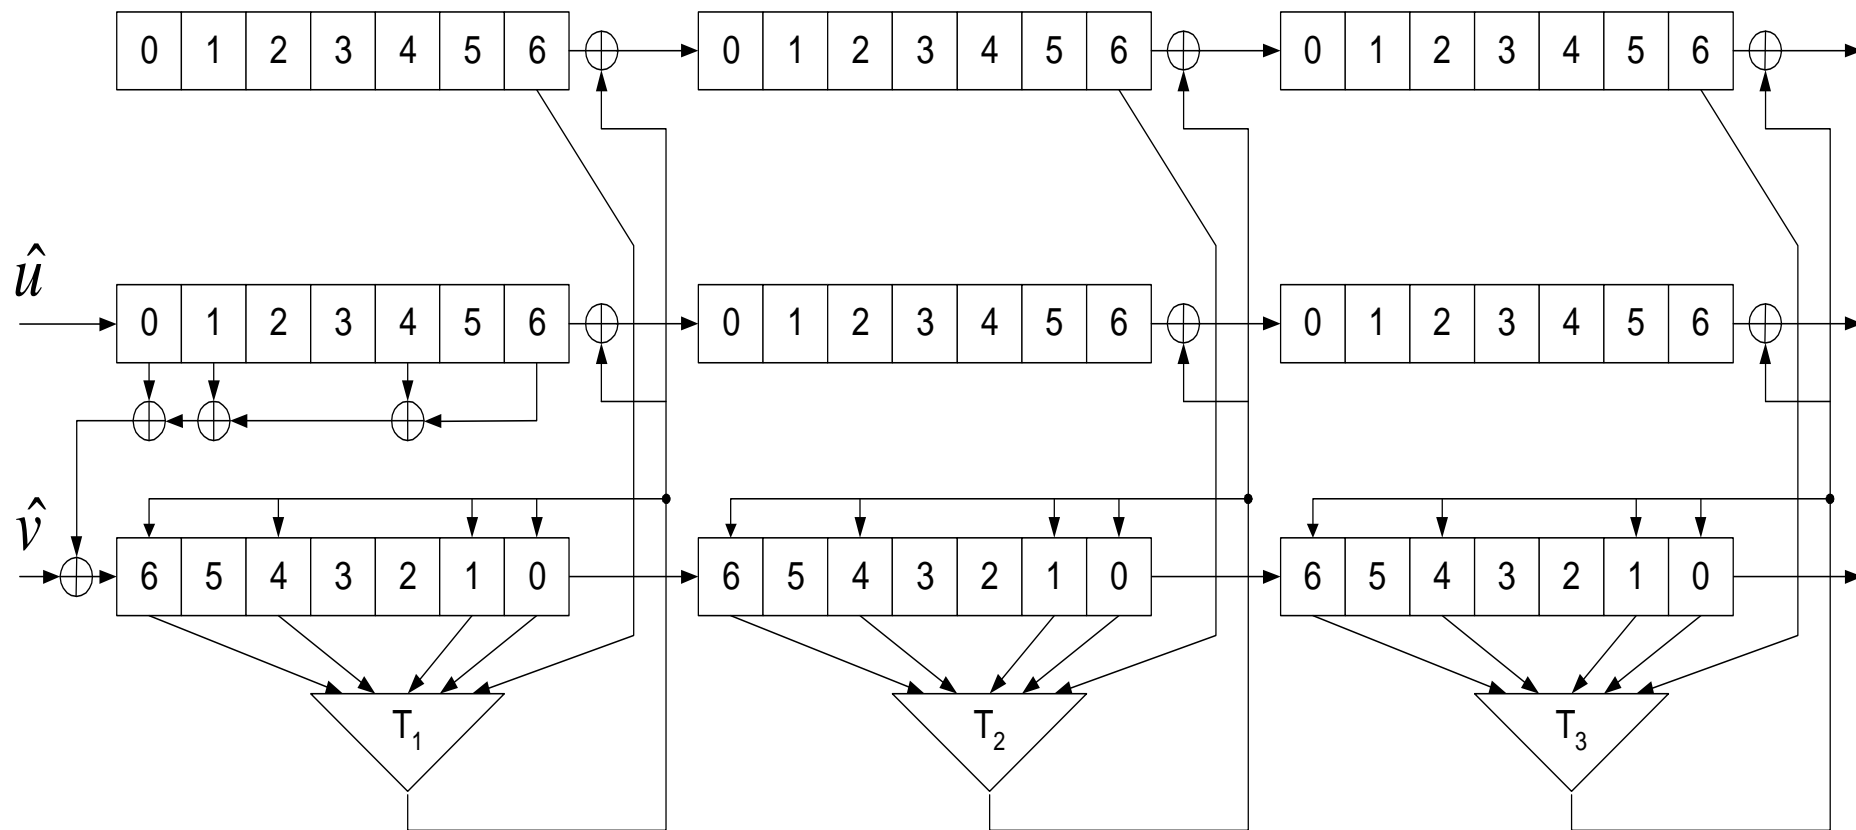 0 1 2 3 4 5 6 0 1 2 3 4 5 6 0 1 2 3 4 5 6
û
0 1 2 3 4 5 6 0 1 2 3 4 5 6 0 1 2 3 4 5 6
v̂
6 5 4 3 2 1 0 6 5 4 3 2 1 0 6 5 4 3 2 1 0
T₁ T₂ T₃